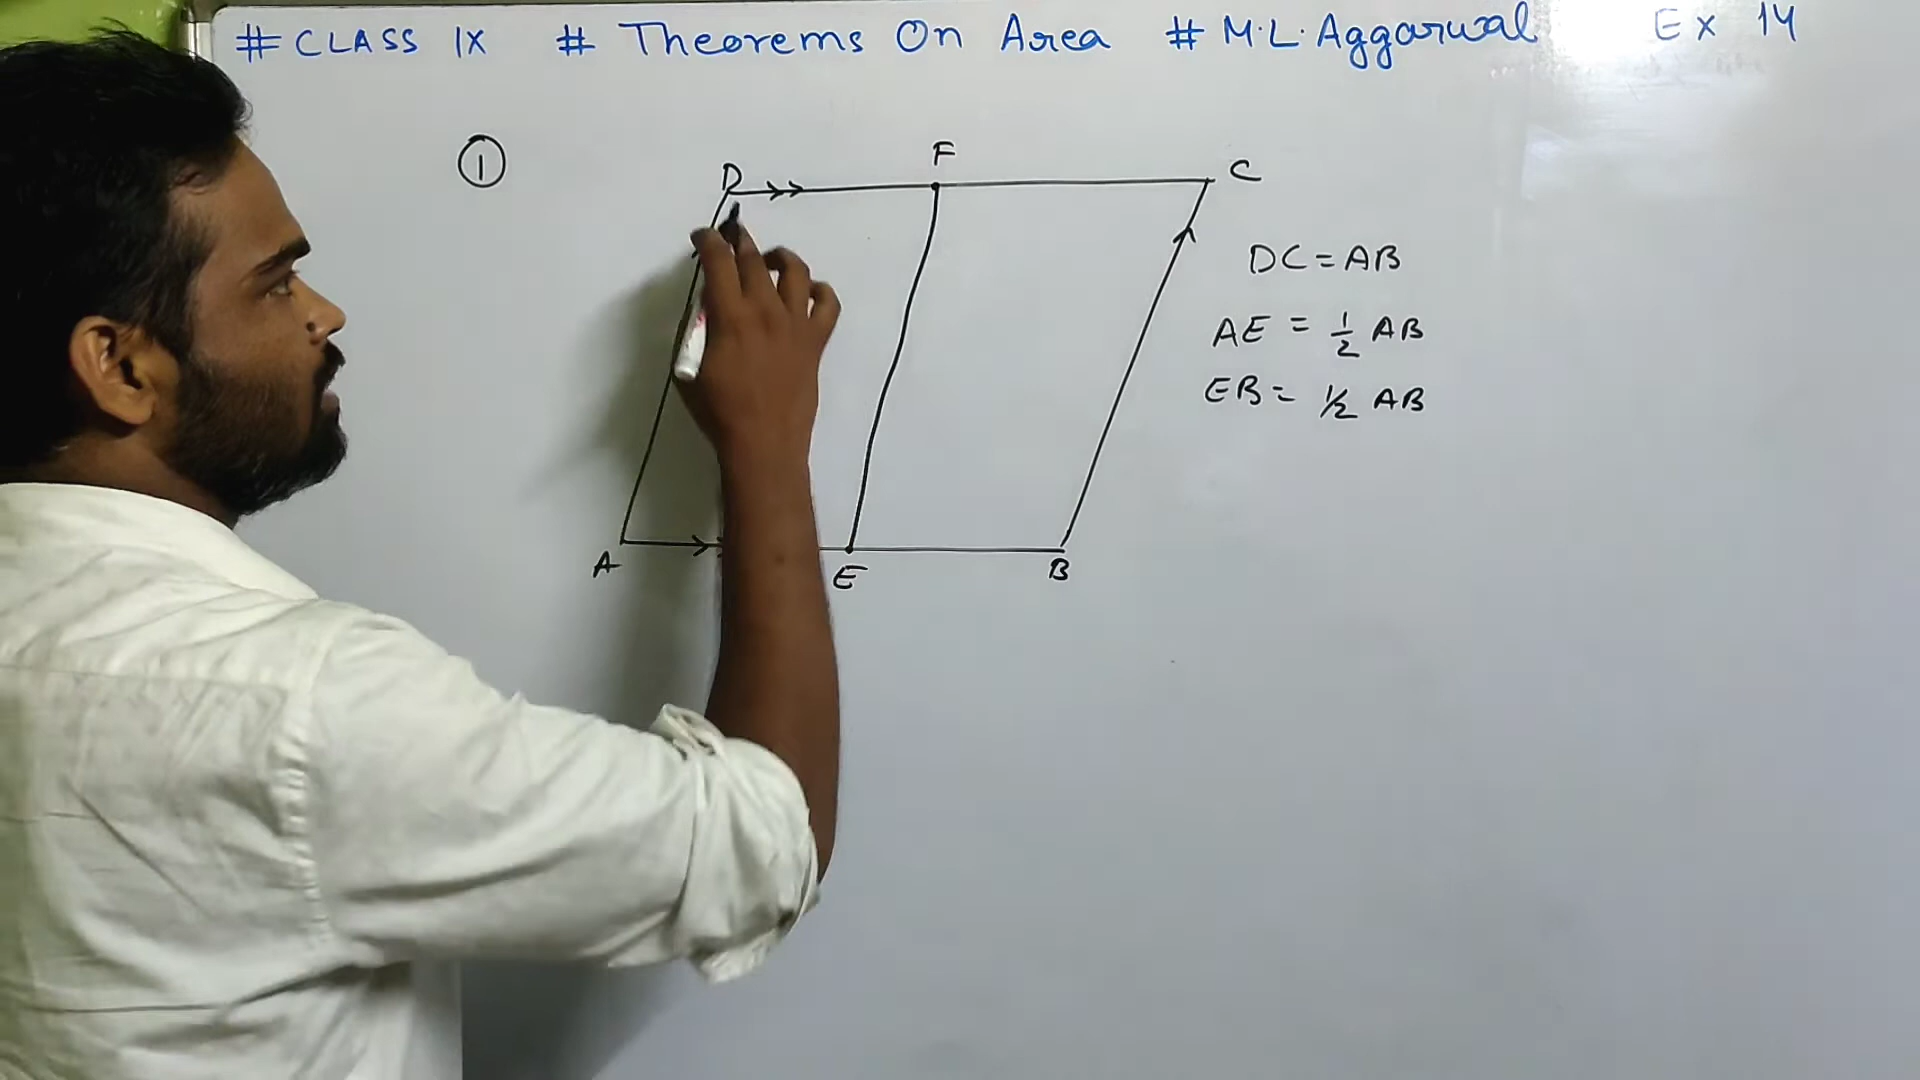 # CLASS IX # Theorems On Area # M.L. Aggarwal Ex 14
①
D F C
A E B
DC = AB
AE = 1/2 AB
EB = 1/2 AB